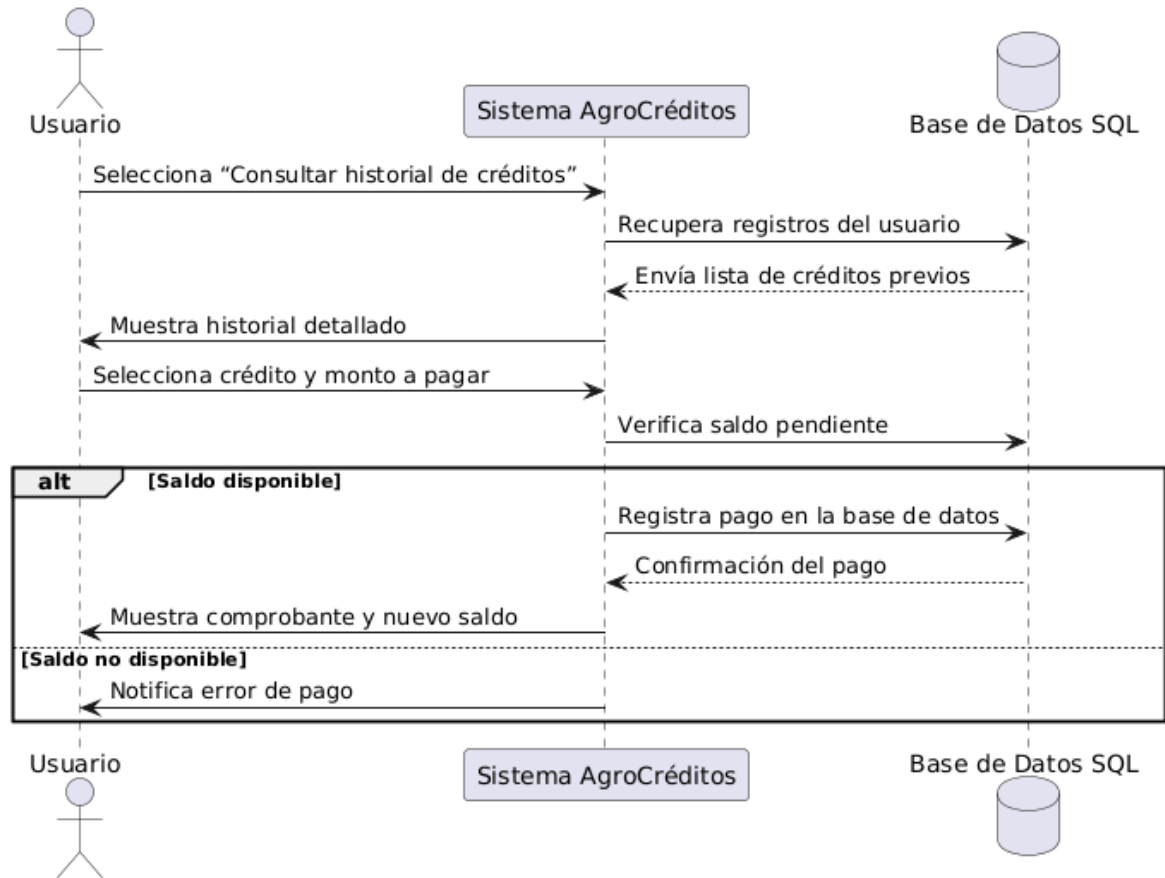 Usuario
Sistema AgroCréditos
Base de Datos SQL
Selecciona “Consultar historial de créditos”
Recupera registros del usuario
Envía lista de créditos previos
Muestra historial detallado
Selecciona crédito y monto a pagar
Verifica saldo pendiente
alt [Saldo disponible]
Registra pago en la base de datos
Confirmación del pago
Muestra comprobante y nuevo saldo
[Saldo no disponible]
Notifica error de pago
Usuario
Sistema AgroCréditos
Base de Datos SQL